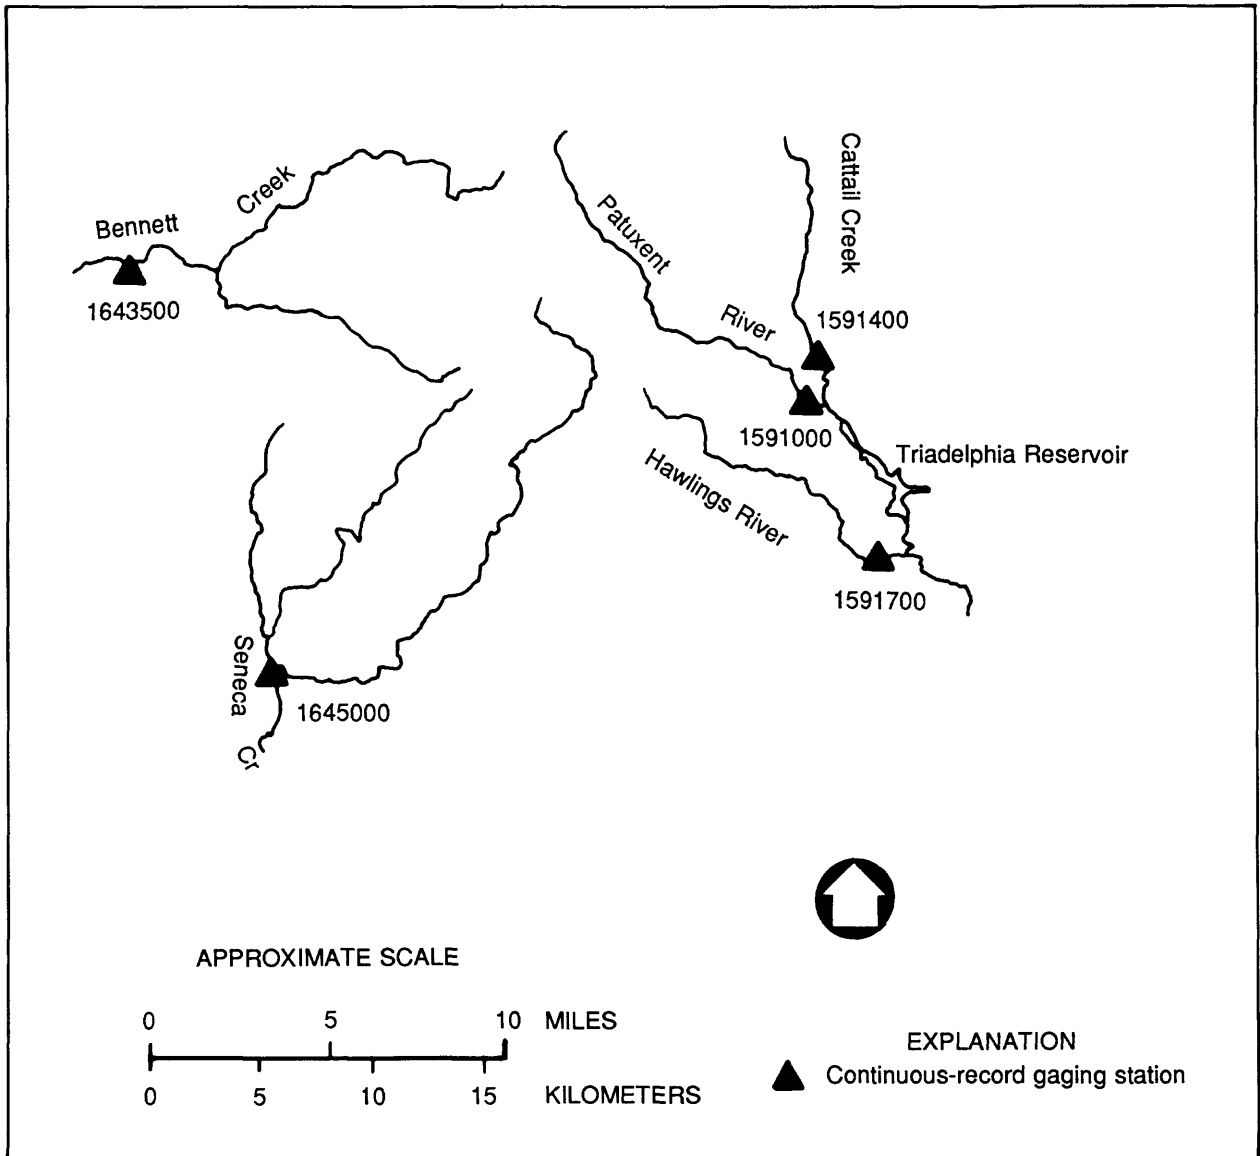 Bennett
Creek
1643500
Patuxent
River
Cattail Creek
1591400
1591000
Triadelphia Reservoir
Hawlings River
1591700
Seneca
Cr
1645000
APPROXIMATE SCALE
0 5 10 MILES
0 5 10 15 KILOMETERS
EXPLANATION
Continuous-record gaging station